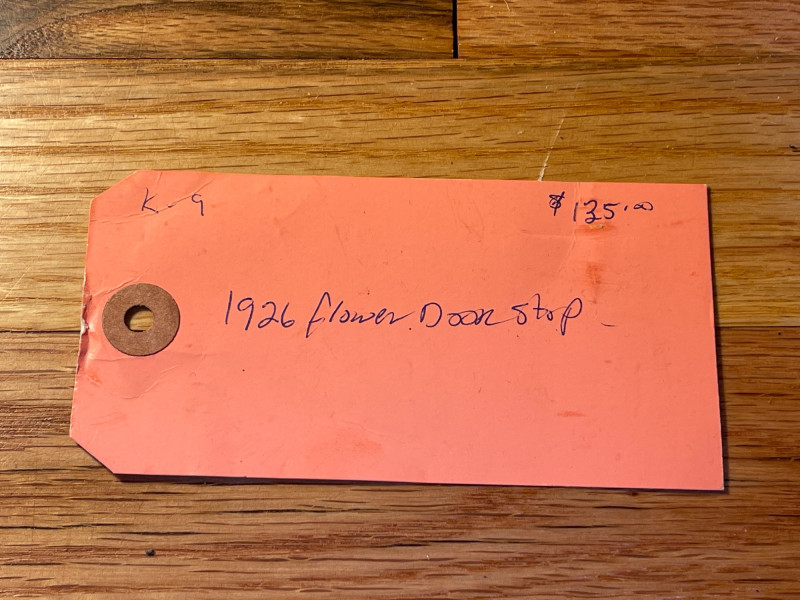 K-9
$135.00
1926 flower Door Stop -